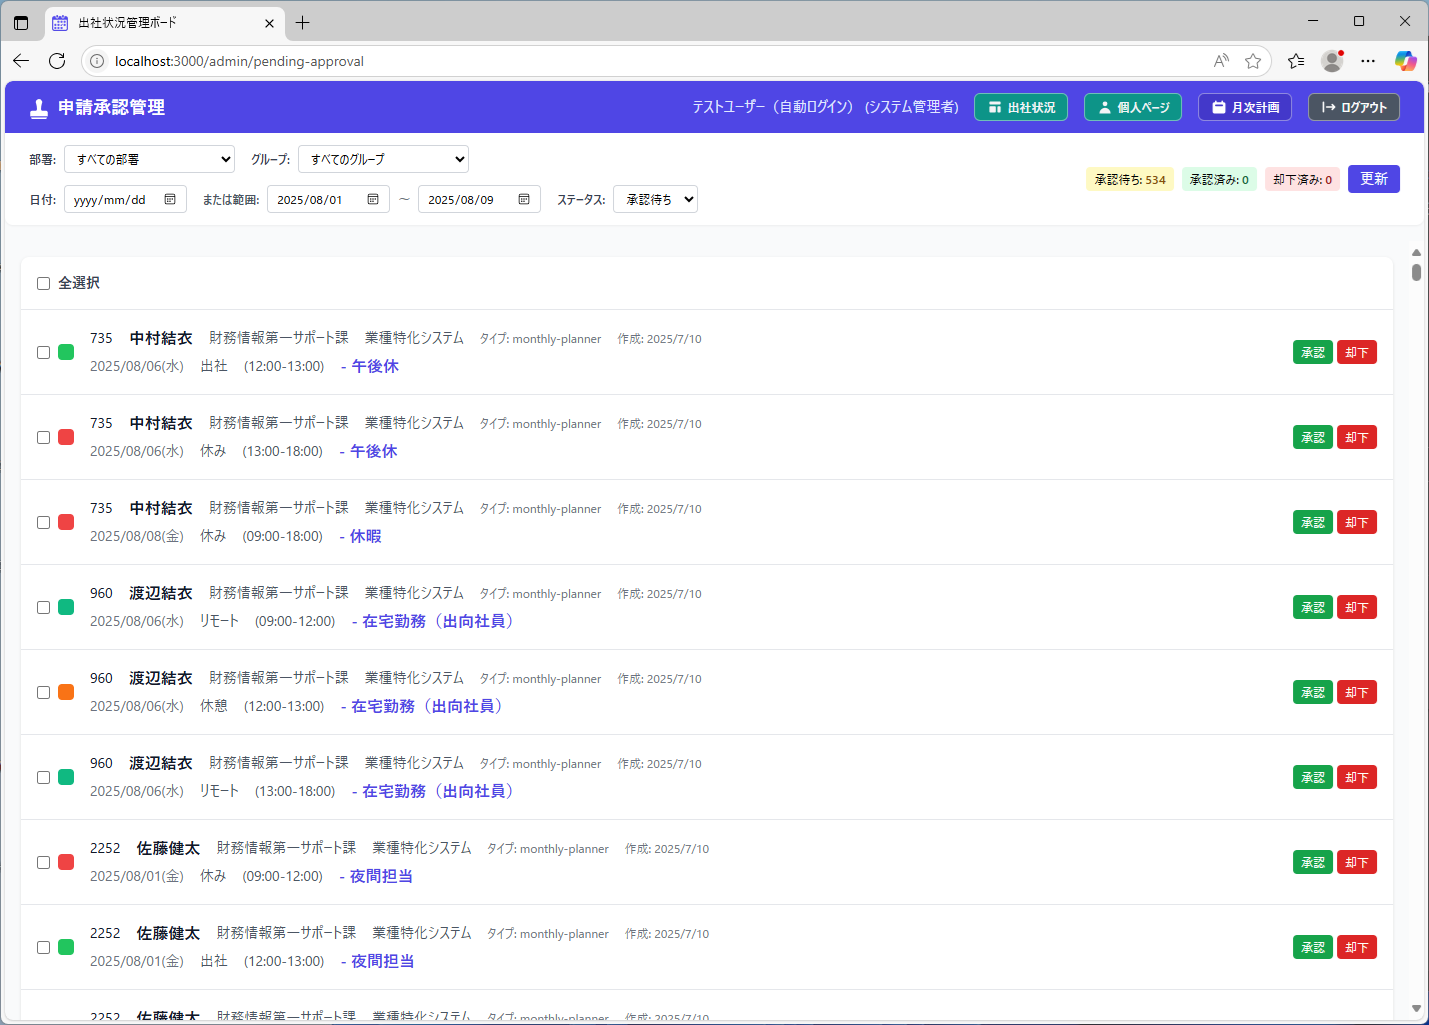 出社状況管理ボード
localhost:3000/admin/pending-approval
申請承認管理
テストユーザー（自動ログイン） (システム管理者)
出社状況
個人ページ
月次計画
ログアウト
部署: すべての部署 グループ: すべてのグループ
日付: yyyy/mm/dd または範囲: 2025/08/01 ～ 2025/08/09 ステータス: 承認待ち
承認待ち: 534 承認済み: 0 却下済み: 0 更新
全選択
735 中村結衣 財務情報第一サポート課 業種特化システム タイプ: monthly-planner 作成: 2025/7/10
2025/08/06(水) 出社 (12:00-13:00) - 午後休
承認 却下
735 中村結衣 財務情報第一サポート課 業種特化システム タイプ: monthly-planner 作成: 2025/7/10
2025/08/06(水) 休み (13:00-18:00) - 午後休
承認 却下
735 中村結衣 財務情報第一サポート課 業種特化システム タイプ: monthly-planner 作成: 2025/7/10
2025/08/08(金) 休み (09:00-18:00) - 休暇
承認 却下
960 渡辺結衣 財務情報第一サポート課 業種特化システム タイプ: monthly-planner 作成: 2025/7/10
2025/08/06(水) リモート (09:00-12:00) - 在宅勤務（出向社員）
承認 却下
960 渡辺結衣 財務情報第一サポート課 業種特化システム タイプ: monthly-planner 作成: 2025/7/10
2025/08/06(水) 休憩 (12:00-13:00) - 在宅勤務（出向社員）
承認 却下
960 渡辺結衣 財務情報第一サポート課 業種特化システム タイプ: monthly-planner 作成: 2025/7/10
2025/08/06(水) リモート (13:00-18:00) - 在宅勤務（出向社員）
承認 却下
2252 佐藤健太 財務情報第一サポート課 業種特化システム タイプ: monthly-planner 作成: 2025/7/10
2025/08/01(金) 休み (09:00-12:00) - 夜間担当
承認 却下
2252 佐藤健太 財務情報第一サポート課 業種特化システム タイプ: monthly-planner 作成: 2025/7/10
2025/08/01(金) 出社 (12:00-13:00) - 夜間担当
承認 却下
2252 佐藤健太 財務情報第一サポート課 業種特化システム タイプ: monthly-planner 作成: 2025/7/10